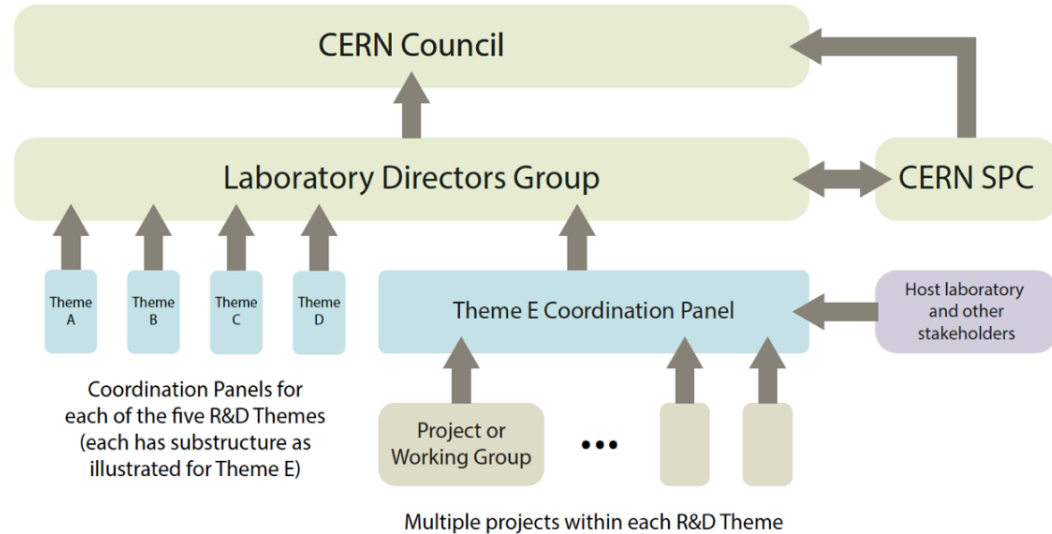 CERN Council
Laboratory Directors Group
CERN SPC
Theme
A
Theme
B
Theme
C
Theme
D
Theme E Coordination Panel
Host laboratory
and other
stakeholders
Coordination Panels for
each of the five R&D Themes
(each has substructure as
illustrated for Theme E)
Project or
Working Group
•••
Multiple projects within each R&D Theme